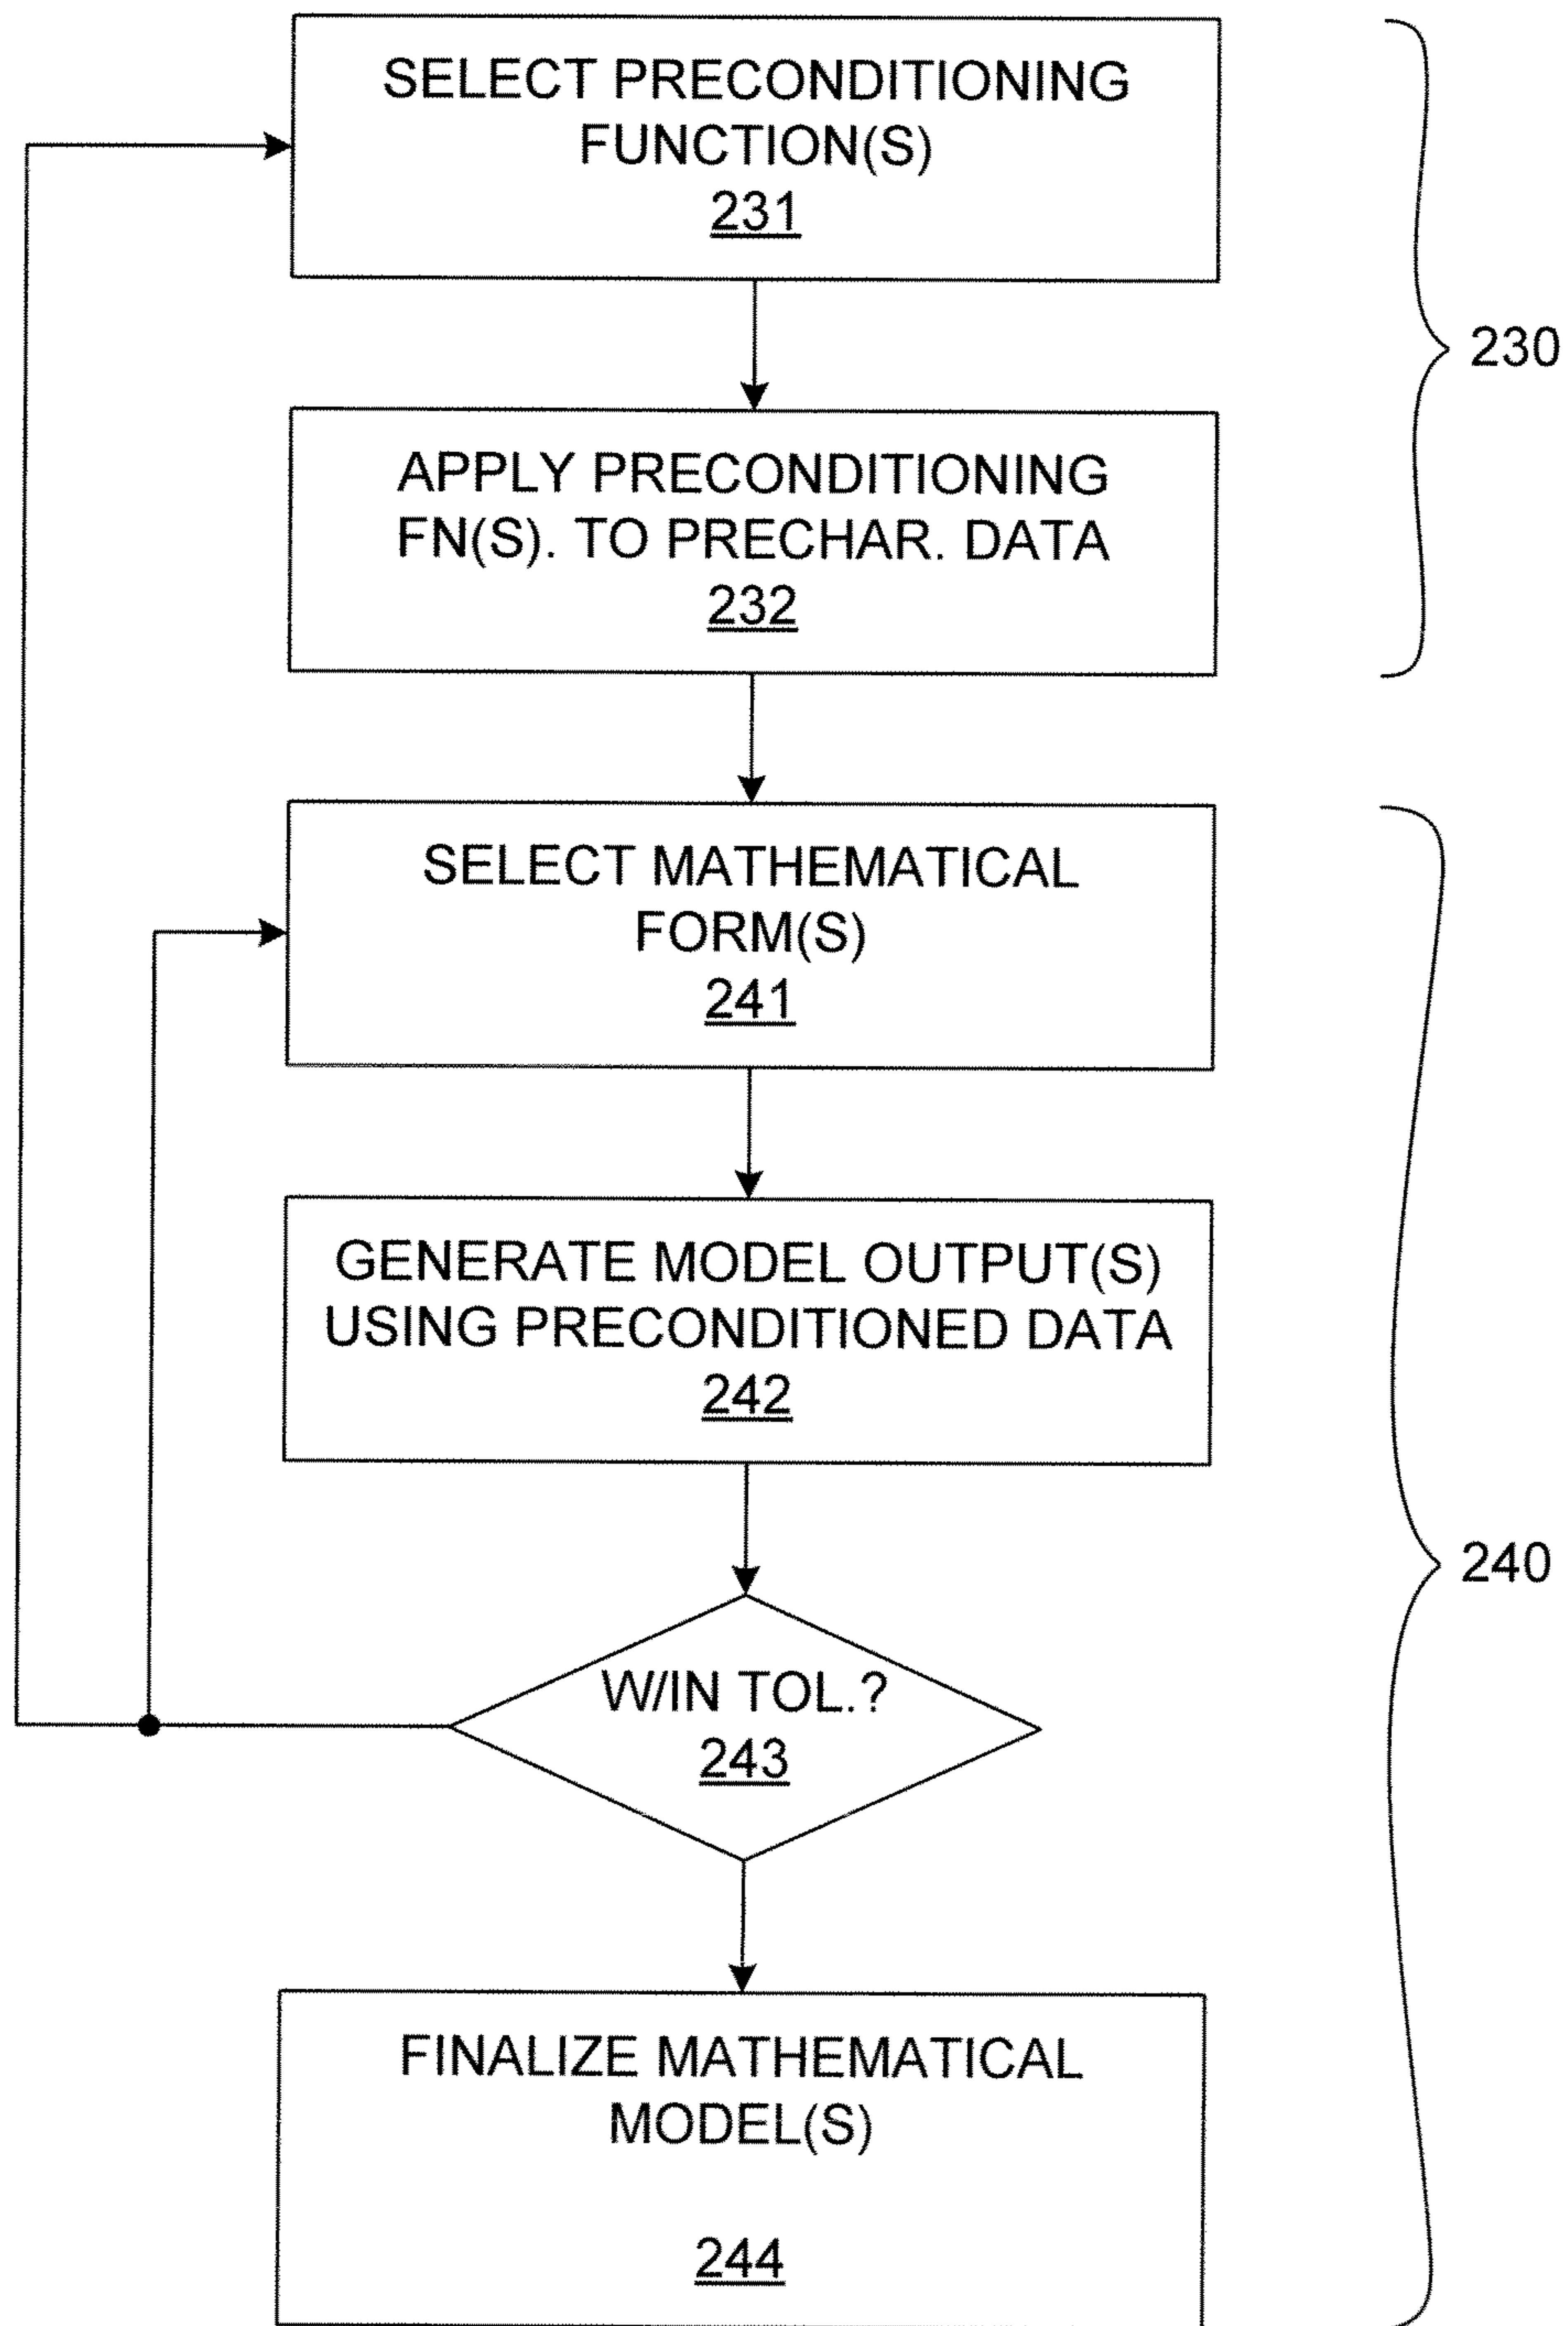 SELECT PRECONDITIONING
FUNCTION(S)
231
230
APPLY PRECONDITIONING
FN(S). TO PRECHAR. DATA
232
SELECT MATHEMATICAL
FORM(S)
241
GENERATE MODEL OUTPUT(S)
USING PRECONDITIONED DATA
242
240
W/IN TOL.?
243
FINALIZE MATHEMATICAL
MODEL(S)
244